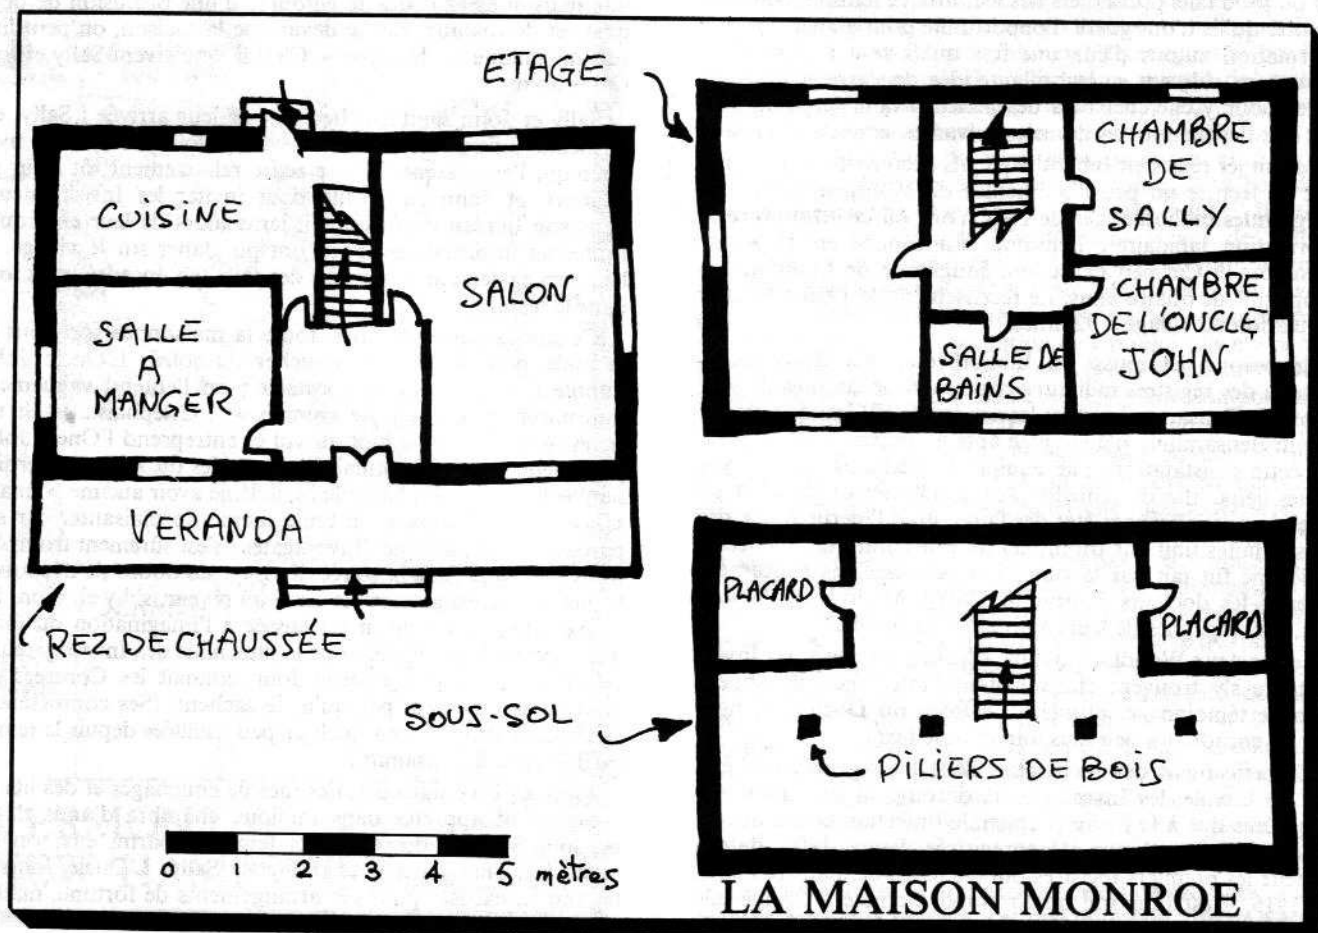 ETAGE
CUISINE
SALON
SALLE
A
MANGER
VERANDA
REZ DE CHAUSSÉE
CHAMBRE
DE
SALLY
CHAMBRE
DE L'ONCLE
JOHN
SALLE DE
BAINS
PLACARD
PLACARD
SOUS-SOL
PILIERS DE BOIS
0 1 2 3 4 5 mètres
LA MAISON MONROE